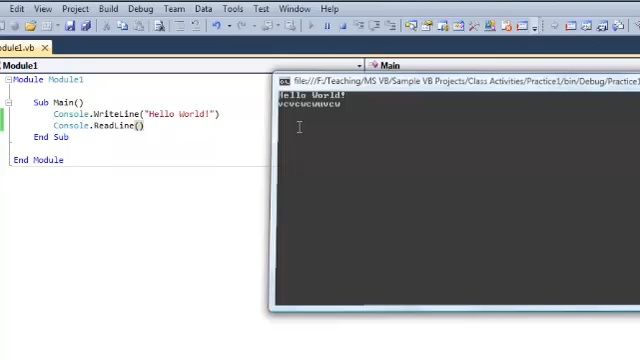 Edit View Project Build Debug Team Data Tools Test Window Help
Module1.vb X
Module1
Main
Module Module1
Sub Main()
Console.WriteLine("Hello World!")
Console.ReadLine()
End Sub
End Module
file:///F:/Teaching/MS VB/Sample VB Projects/Class Activities/Practice1/bin/Debug/Practice1
Hello World!